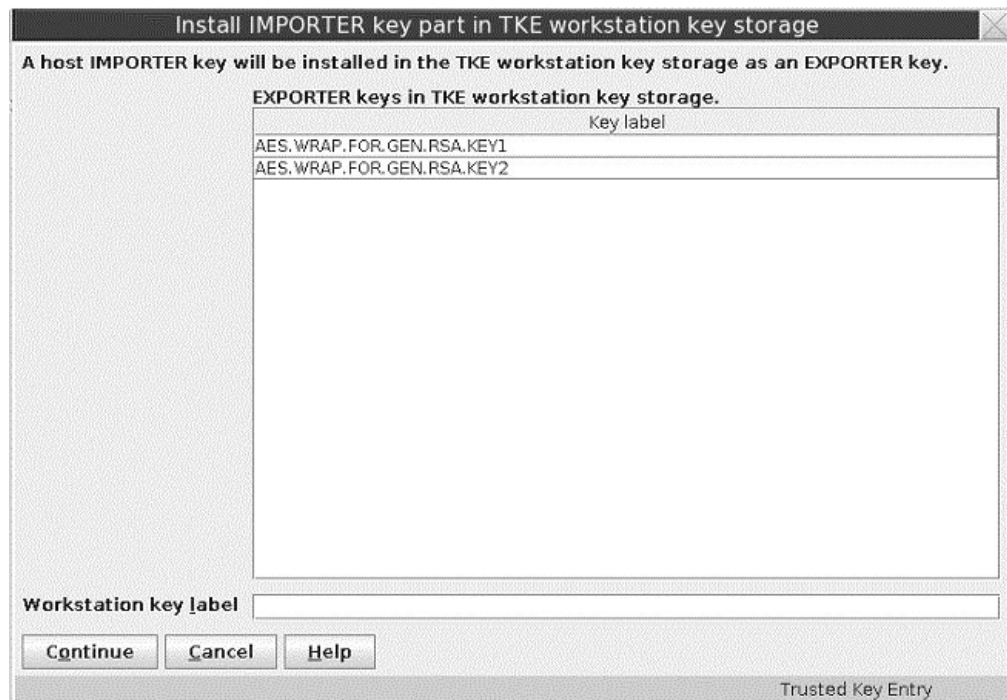 Install IMPORTER key part in TKE workstation key storage
A host IMPORTER key will be installed in the TKE workstation key storage as an EXPORTER key.
EXPORTER keys in TKE workstation key storage.
Key label
AES.WRAP.FOR.GEN.RSA.KEY1
AES.WRAP.FOR.GEN.RSA.KEY2
Workstation key label
Continue Cancel Help
Trusted Key Entry